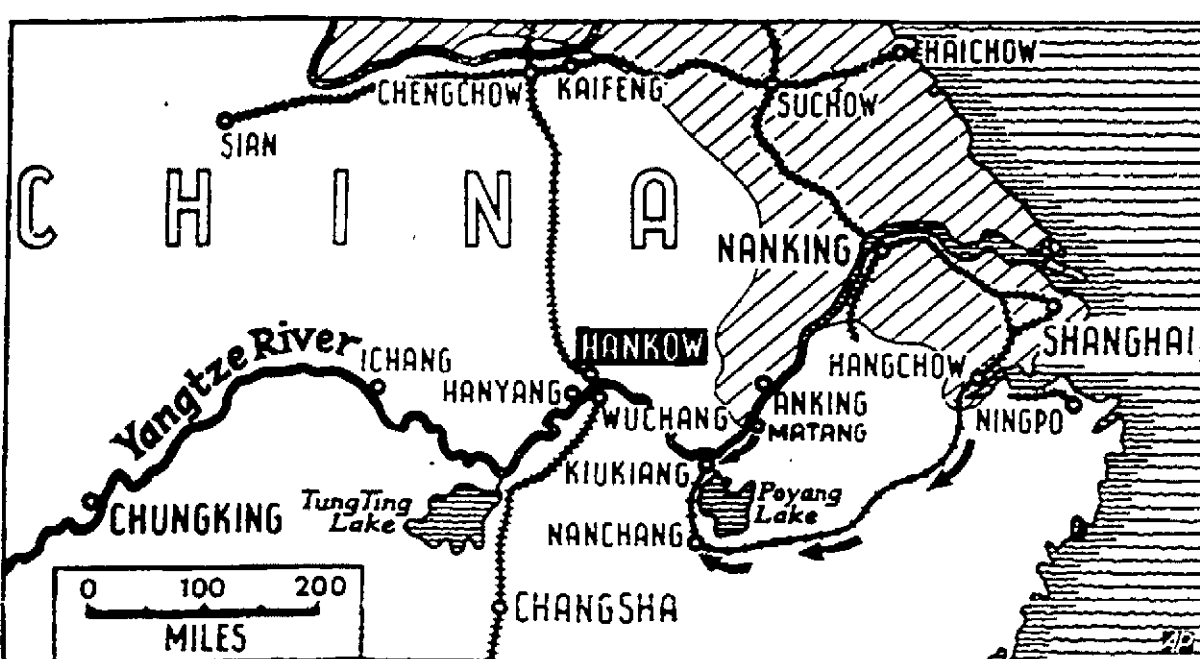 HAICHOW
CHENGCHOW
KAIFENG
SUCHOW
SIAN
CHINA
NANKING
Yangtze River
ICHANG
HANKOW
SHANGHAI
HANYANG
HANGCHOW
WUCHANG
ANKING
NINGPO
MATANG
KIUKIANG
CHUNGKING
TungTing
Lake
Poyang
Lake
NANCHANG
0 100 200
MILES
CHANGSHA
AP